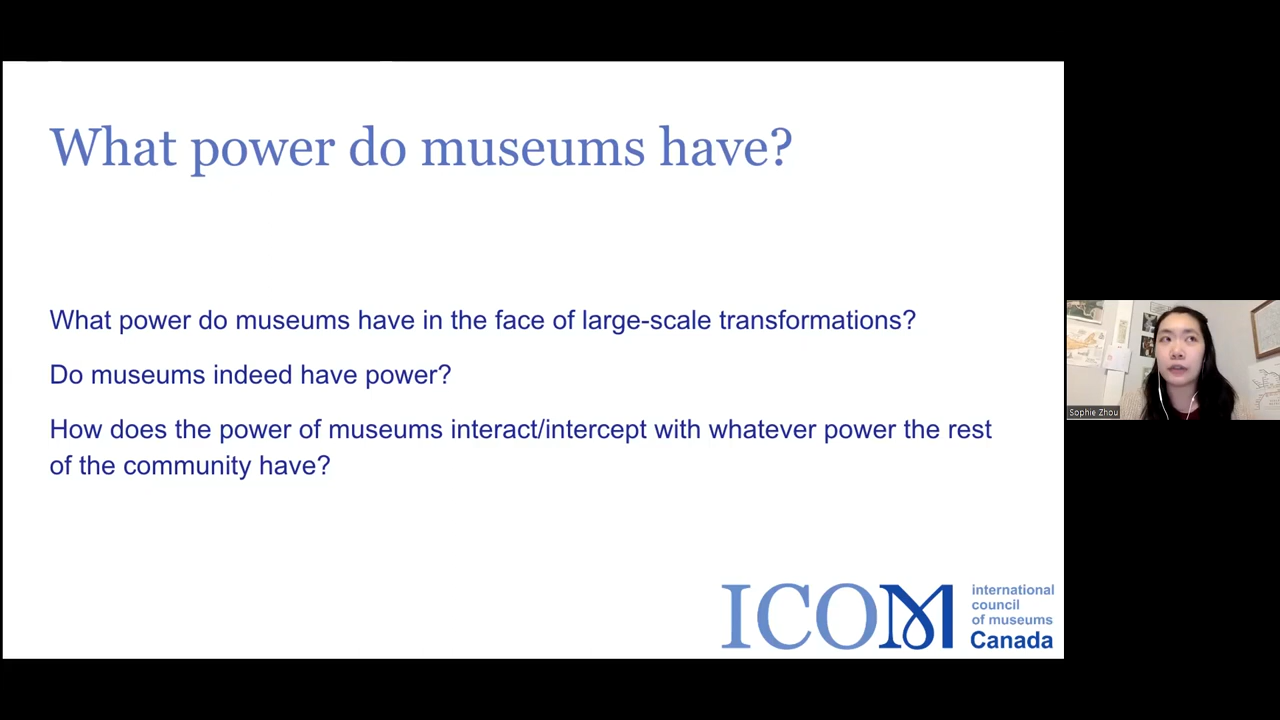 What power do museums have?
What power do museums have in the face of large-scale transformations?
Do museums indeed have power?
How does the power of museums interact/intercept with whatever power the rest
of the community have?
ICOM
international
council
of museums
Canada
Sophie Zhou